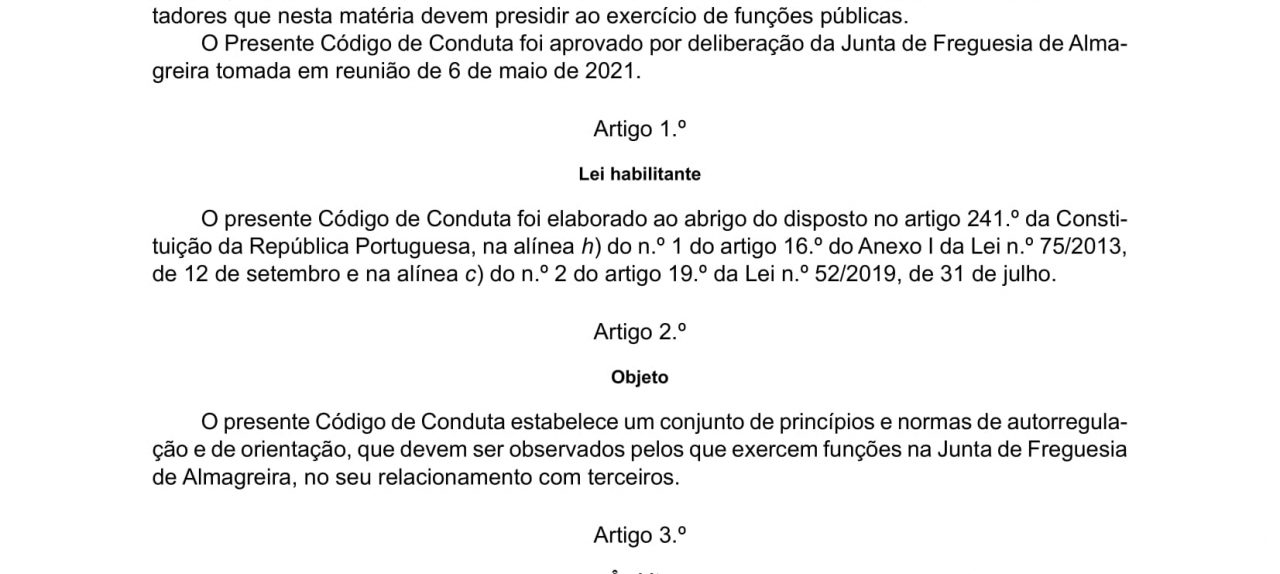 tadores que nesta matéria devem presidir ao exercício de funções públicas.
O Presente Código de Conduta foi aprovado por deliberação da Junta de Freguesia de Alma-
greira tomada em reunião de 6 de maio de 2021.
Artigo 1.º
Lei habilitante
O presente Código de Conduta foi elaborado ao abrigo do disposto no artigo 241.º da Consti-
tuição da República Portuguesa, na alínea h) do n.º 1 do artigo 16.º do Anexo I da Lei n.º 75/2013,
de 12 de setembro e na alínea c) do n.º 2 do artigo 19.º da Lei n.º 52/2019, de 31 de julho.
Artigo 2.º
Objeto
O presente Código de Conduta estabelece um conjunto de princípios e normas de autorregula-
ção e de orientação, que devem ser observados pelos que exercem funções na Junta de Freguesia
de Almagreira, no seu relacionamento com terceiros.
Artigo 3.º